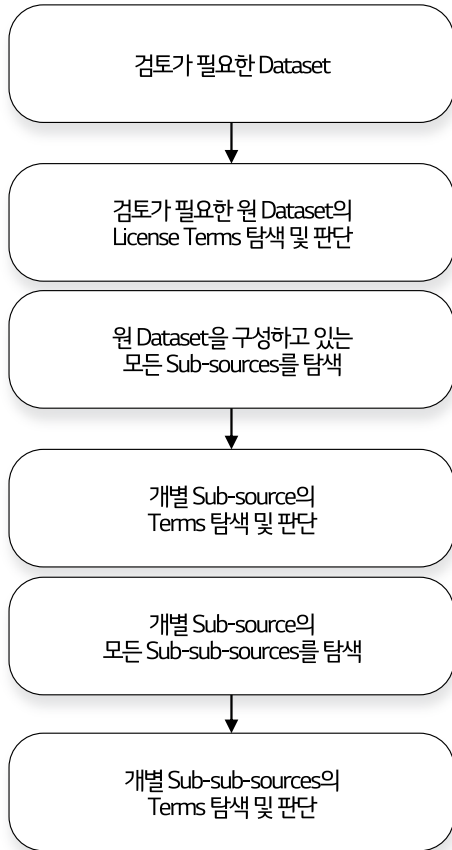 검토가 필요한 Dataset
검토가 필요한 원 Dataset의
License Terms 탐색 및 판단
원 Dataset을 구성하고 있는
모든 Sub-sources를 탐색
개별 Sub-source의
Terms 탐색 및 판단
개별 Sub-source의
모든 Sub-sub-sources를 탐색
개별 Sub-sub-sources의
Terms 탐색 및 판단